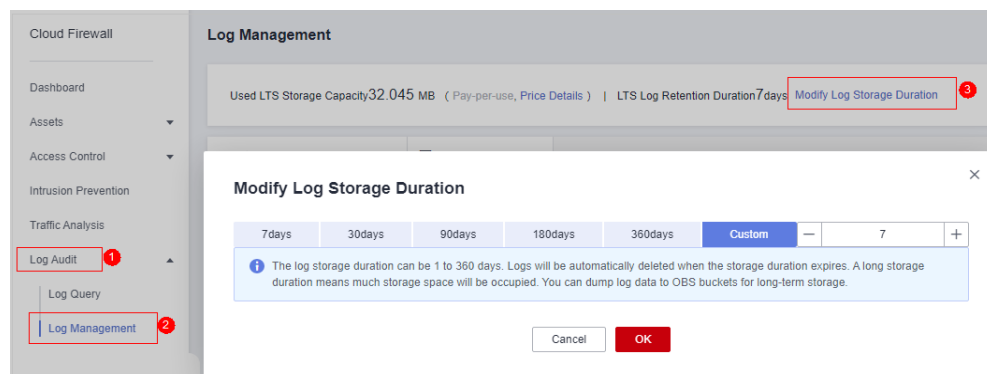 Cloud Firewall
Log Management
Dashboard
Used LTS Storage Capacity32.045 MB ( Pay-per-use, Price Details ) | LTS Log Retention Duration7days Modify Log Storage Duration 3
Assets
Access Control
Intrusion Prevention
Traffic Analysis
Log Audit 1
Log Query
Log Management 2
Modify Log Storage Duration
7days 30days 90days 180days 360days Custom — 7 +
The log storage duration can be 1 to 360 days. Logs will be automatically deleted when the storage duration expires. A long storage
duration means much storage space will be occupied. You can dump log data to OBS buckets for long-term storage.
Cancel OK